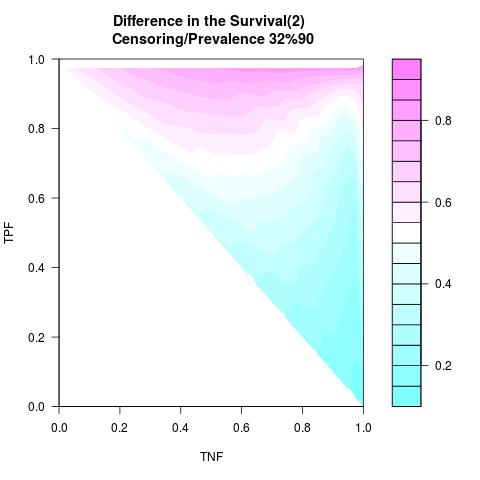 Difference in the Survival(2)
Censoring/Prevalence 32%90
1.0
0.8
0.6
0.4
0.2
0.0
TPF
0.0 0.2 0.4 0.6 0.8 1.0
TNF
0.8
0.6
0.4
0.2